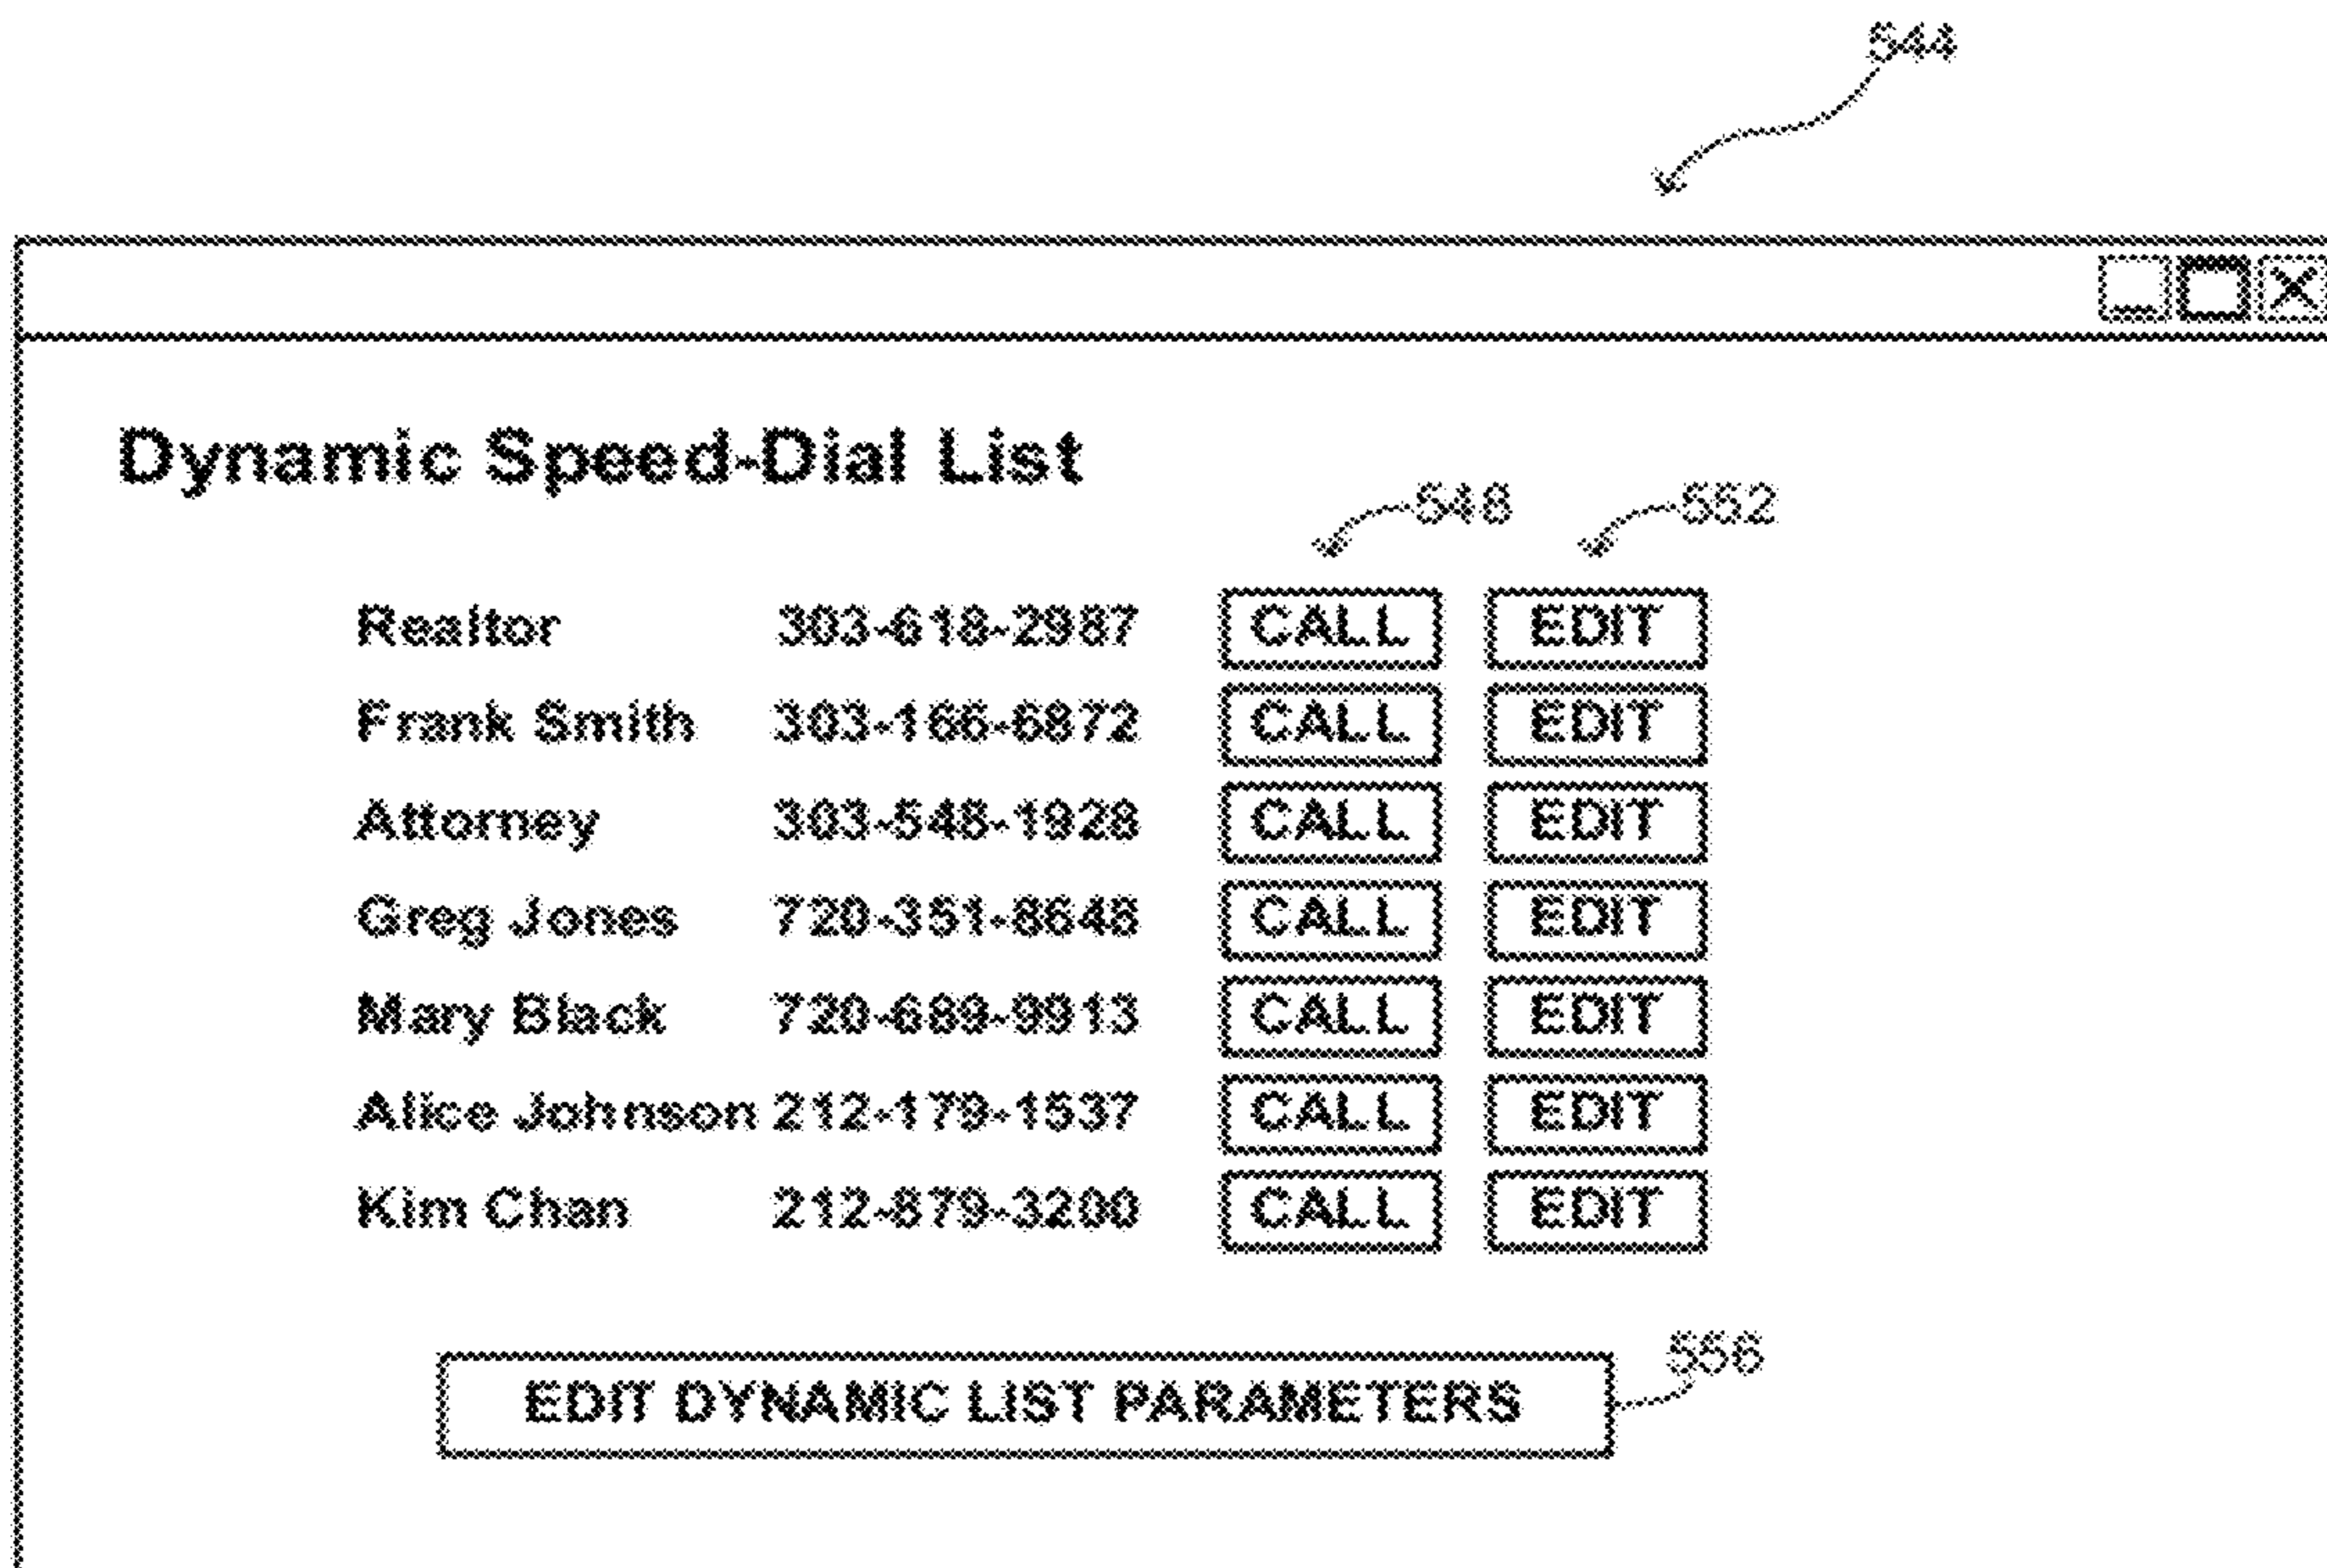 544
Dynamic Speed-Dial List
548 552
Realtor 303-618-2987 CALL EDIT
Frank Smith 303-166-6872 CALL EDIT
Attorney 303-548-1928 CALL EDIT
Greg Jones 720-351-8648 CALL EDIT
Mary Black 720-689-9913 CALL EDIT
Alice Johnson 212-179-1537 CALL EDIT
Kim Chan 212-879-3200 CALL EDIT
556
EDIT DYNAMIC LIST PARAMETERS